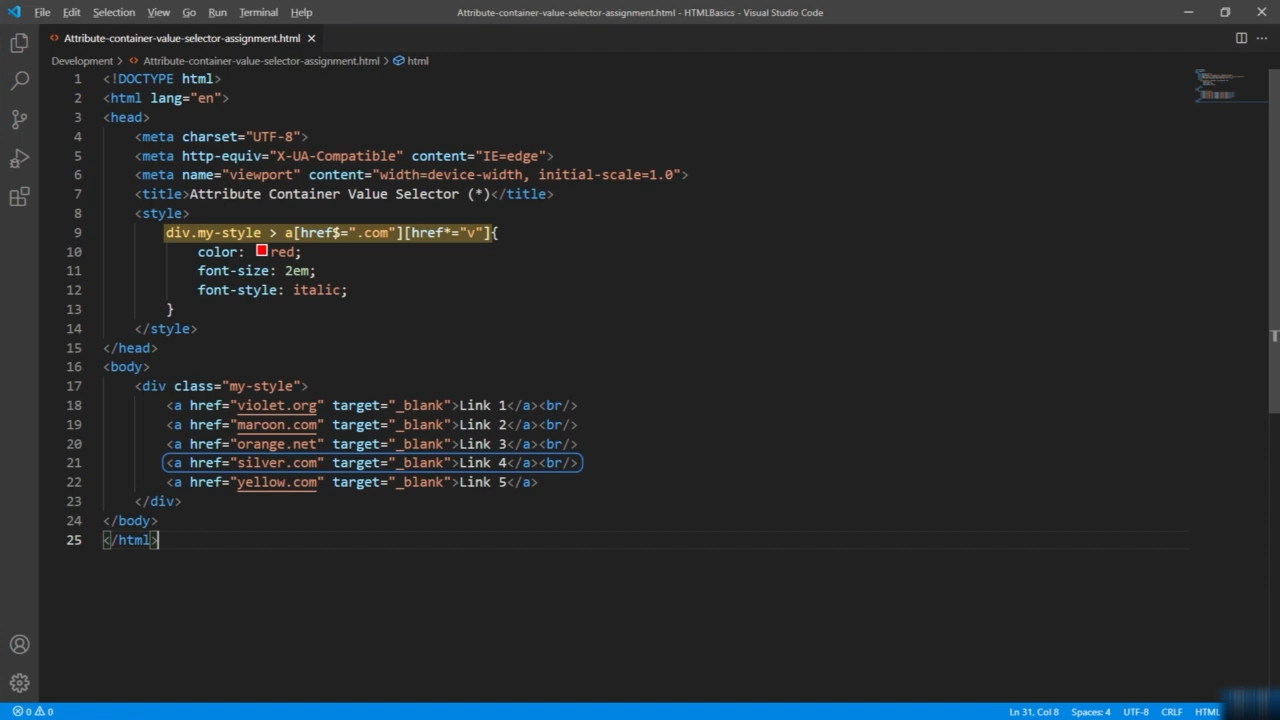 File Edit Selection View Go Run Terminal Help Attribute-container-value-selector-assignment.html - HTMLBasics - Visual Studio Code
Attribute-container-value-selector-assignment.html
Development > Attribute-container-value-selector-assignment.html > html
1 <!DOCTYPE html>
2 <html lang="en">
3 <head>
4 <meta charset="UTF-8">
5 <meta http-equiv="X-UA-Compatible" content="IE=edge">
6 <meta name="viewport" content="width=device-width, initial-scale=1.0">
7 <title>Attribute Container Value Selector (*)</title>
8 <style>
9 div.my-style > a[href$=".com"][href*="v"]{
10 color: red;
11 font-size: 2em;
12 font-style: italic;
13 }
14 </style>
15 </head>
16 <body>
17 <div class="my-style">
18 <a href="violet.org" target="_blank">Link 1</a><br/>
19 <a href="maroon.com" target="_blank">Link 2</a><br/>
20 <a href="orange.net" target="_blank">Link 3</a><br/>
21 <a href="silver.com" target="_blank">Link 4</a><br/>
22 <a href="yellow.com" target="_blank">Link 5</a>
23 </div>
24 </body>
25 </html>
0 0 Ln 31, Col 8 Spaces: 4 UTF-8 CRLF HTML